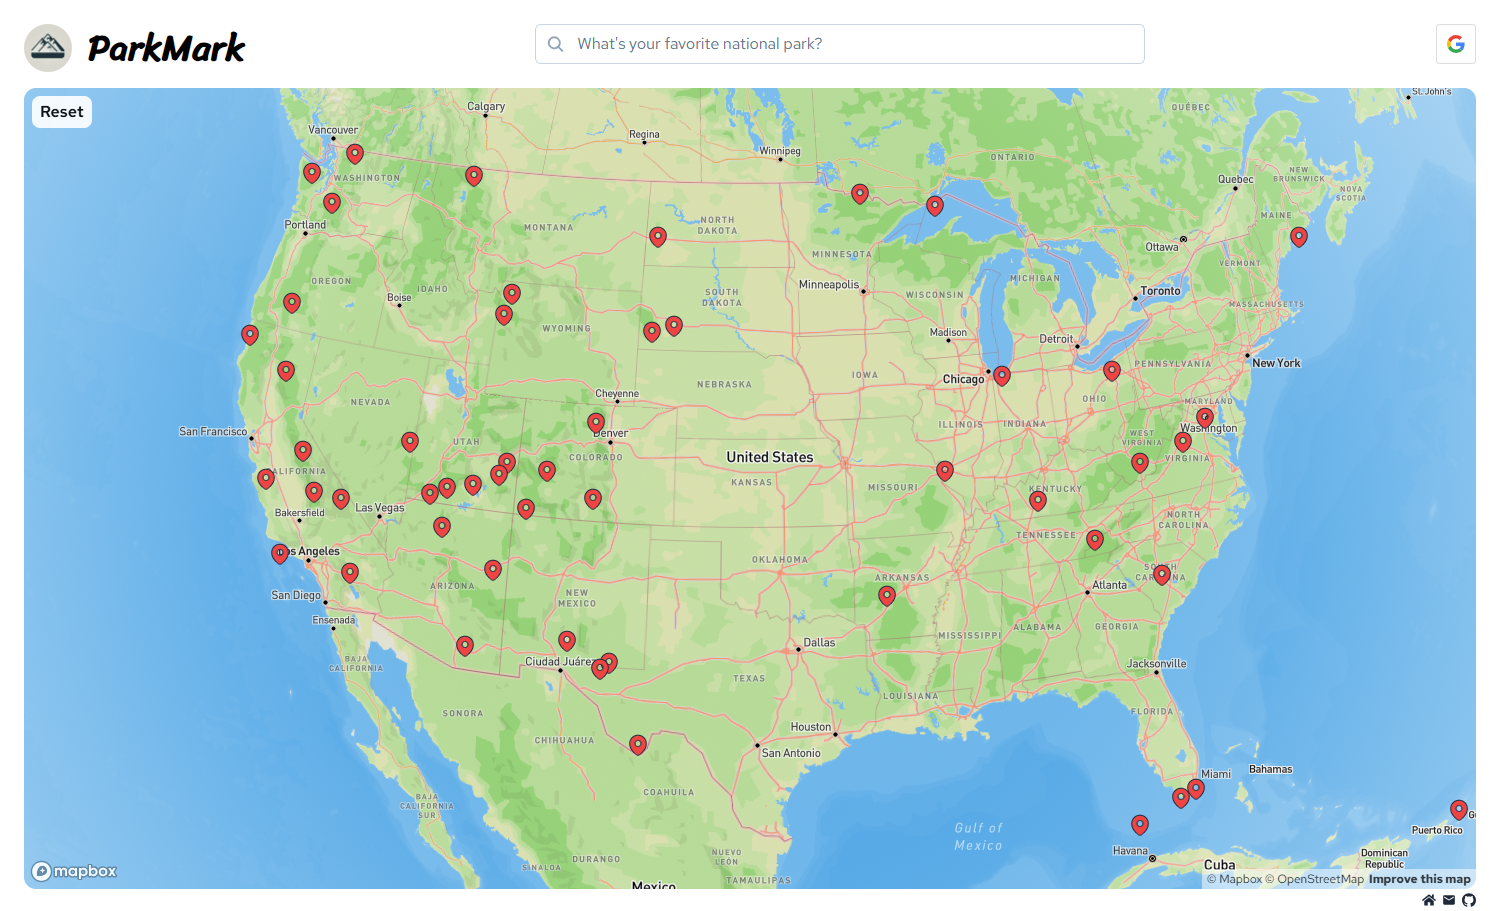 ParkMark
What's your favorite national park?
Reset
Calgary
QUÉBEC
St. John's
Vancouver
Regina
Winnipeg
ONTARIO
WASHINGTON
Quebec
NEW
BRUNSWICK
NOVA
SCOTIA
Portland
MONTANA
NORTH
DAKOTA
MAINE
Ottawa
MINNESOTA
VERMONT
OREGON
IDAHO
Boise
SOUTH
DAKOTA
Minneapolis
WISCONSIN
MICHIGAN
Toronto
MASSACHUSETTS
WYOMING
Madison
Detroit
New York
PENNSYLVANIA
Chicago
IOWA
NEBRASKA
Cheyenne
NEVADA
OHIO
MARYLAND
San Francisco
UTAH
Denver
COLORADO
United States
ILLINOIS
INDIANA
WEST
VIRGINIA
Washington
VIRGINIA
CALIFORNIA
KANSAS
MISSOURI
KENTUCKY
Bakersfield
Las Vegas
NORTH
CAROLINA
TENNESSEE
Los Angeles
OKLAHOMA
ARKANSAS
SOUTH
CAROLINA
ARIZONA
NEW
MEXICO
Atlanta
San Diego
Ensenada
MISSISSIPPI
ALABAMA
GEORGIA
BAJA
CALIFORNIA
Ciudad Juárez
Dallas
Jacksonville
TEXAS
LOUISIANA
SONORA
FLORIDA
CHIHUAHUA
Houston
San Antonio
Miami
Bahamas
COAHUILA
BAJA
CALIFORNIA
SUR
Gulf of
Mexico
Puerto Rico
Havana
Dominican
Republic
Cuba
NUEVO
LEÓN
DURANGO
SINALOA
TAMAULIPAS
Mexico
mapbox
© Mapbox © OpenStreetMap Improve this map